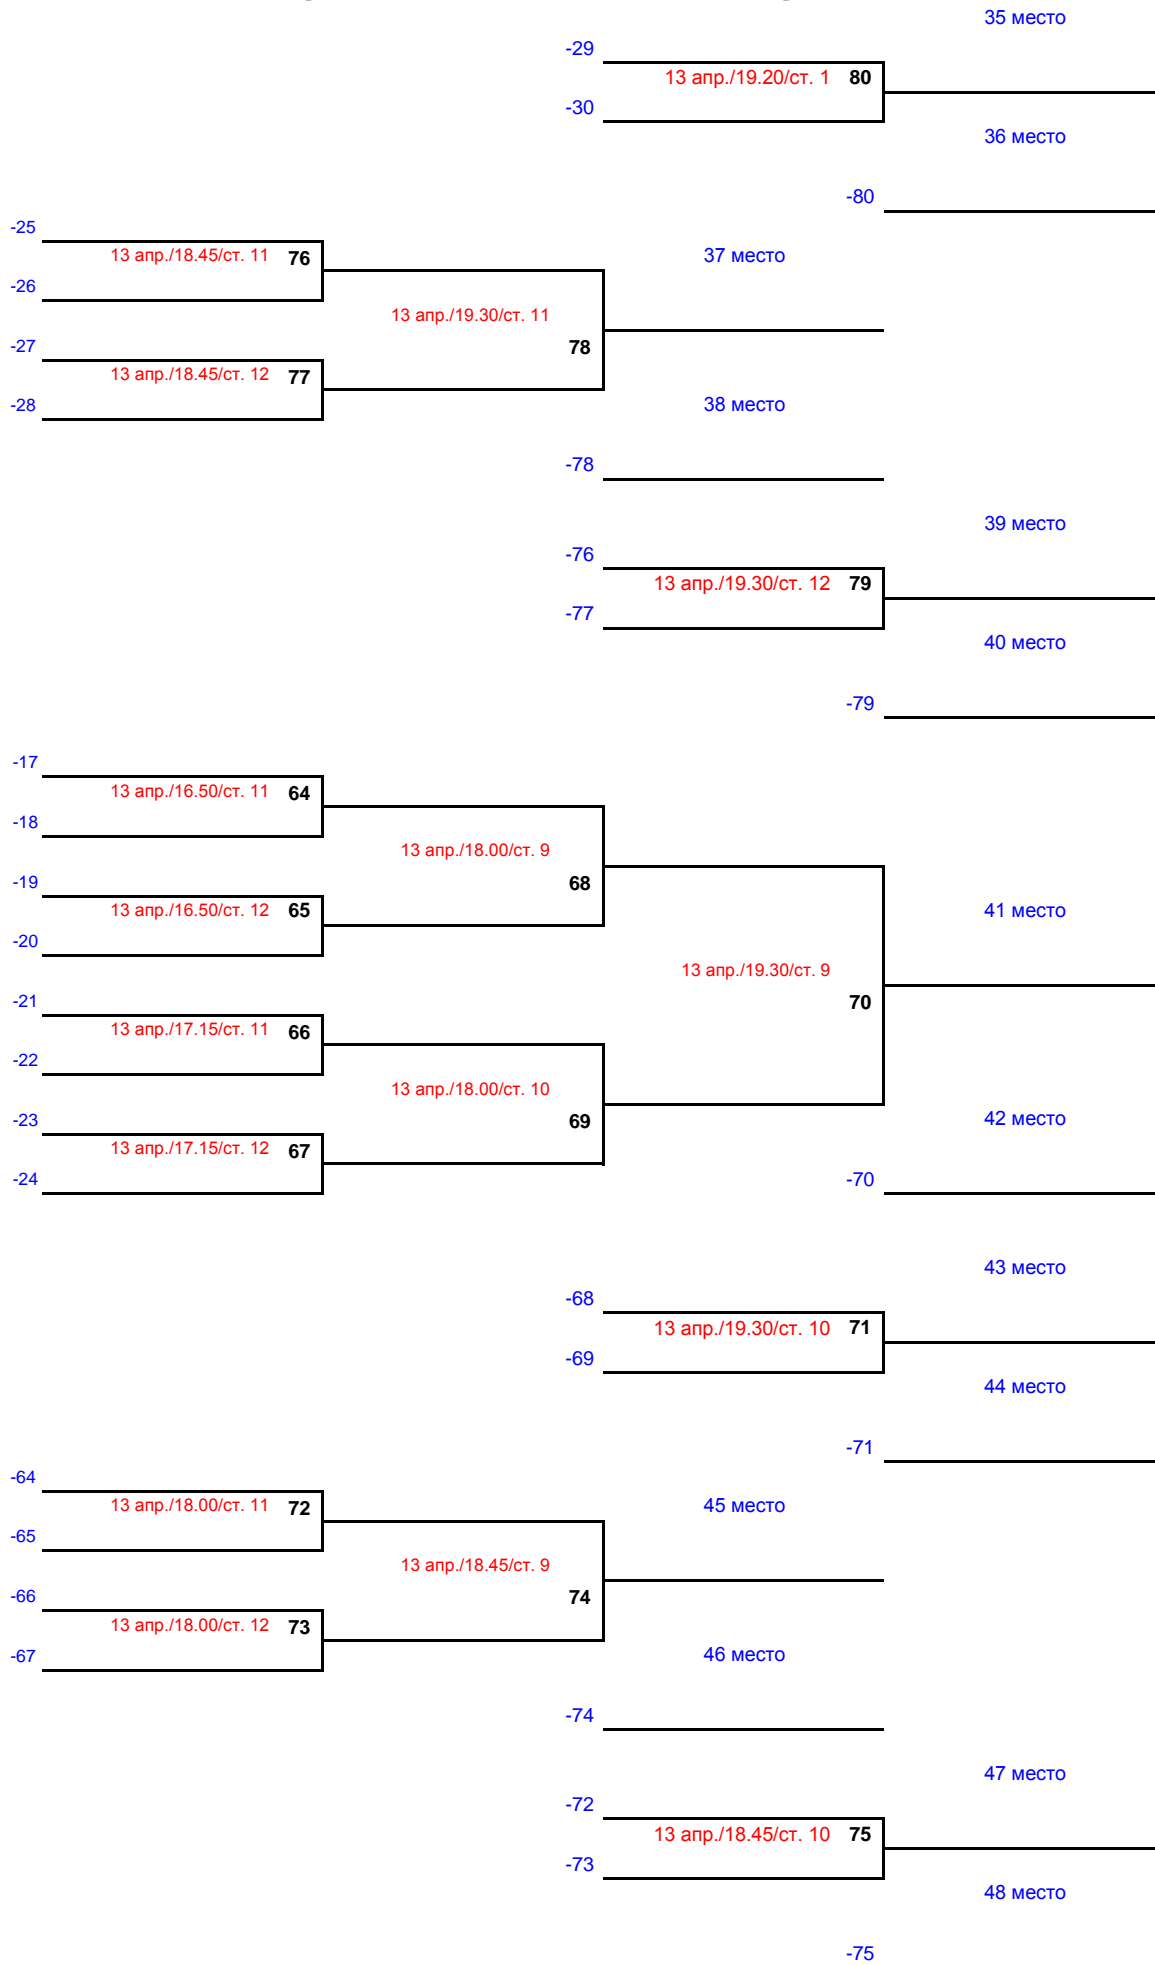 35 место
-29
13 апр./19.20/ст. 1 80
-30
36 место
-80
-25
13 апр./18.45/ст. 11 76
37 место
-26
13 апр./19.30/ст. 11
-27
78
13 апр./18.45/ст. 12 77
-28
38 место
-78
39 место
-76
13 апр./19.30/ст. 12 79
-77
40 место
-79
-17
13 апр./16.50/ст. 11 64
-18
13 апр./18.00/ст. 9
-19
68
13 апр./16.50/ст. 12 65
41 место
-20
13 апр./19.30/ст. 9
-21
70
13 апр./17.15/ст. 11 66
-22
13 апр./18.00/ст. 10
-23
69
42 место
13 апр./17.15/ст. 12 67
-24
-70
43 место
-68
13 апр./19.30/ст. 10 71
-69
44 место
-71
-64
13 апр./18.00/ст. 11 72
45 место
-65
13 апр./18.45/ст. 9
-66
74
13 апр./18.00/ст. 12 73
-67
46 место
-74
47 место
-72
13 апр./18.45/ст. 10 75
-73
48 место
-75